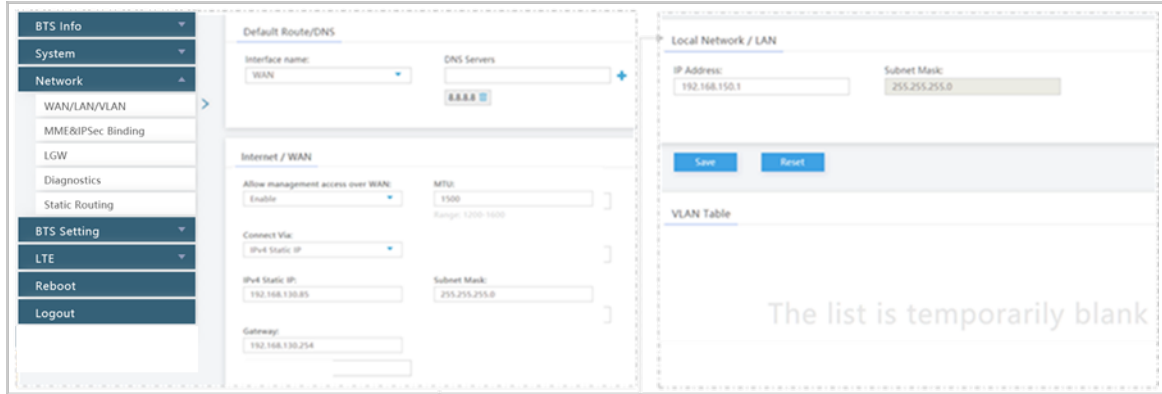 BTS Info
System
Network
WAN/LAN/VLAN
MME&IPSec Binding
LGW
Diagnostics
Static Routing
BTS Setting
LTE
Reboot
Logout
Default Route/DNS
Interface name:
DNS Servers
WAN
8.8.8.8
Internet / WAN
Allow management access over WAN:
MTU:
Enable
1500
Range: 1200-1600
Connect Via:
IPv4 Static IP
IPv4 Static IP:
Subnet Mask:
192.168.130.85
255.255.255.0
Gateway:
192.168.130.254
Local Network / LAN
IP Address:
Subnet Mask:
192.168.150.1
255.255.255.0
Save
Reset
VLAN Table
The list is temporarily blank